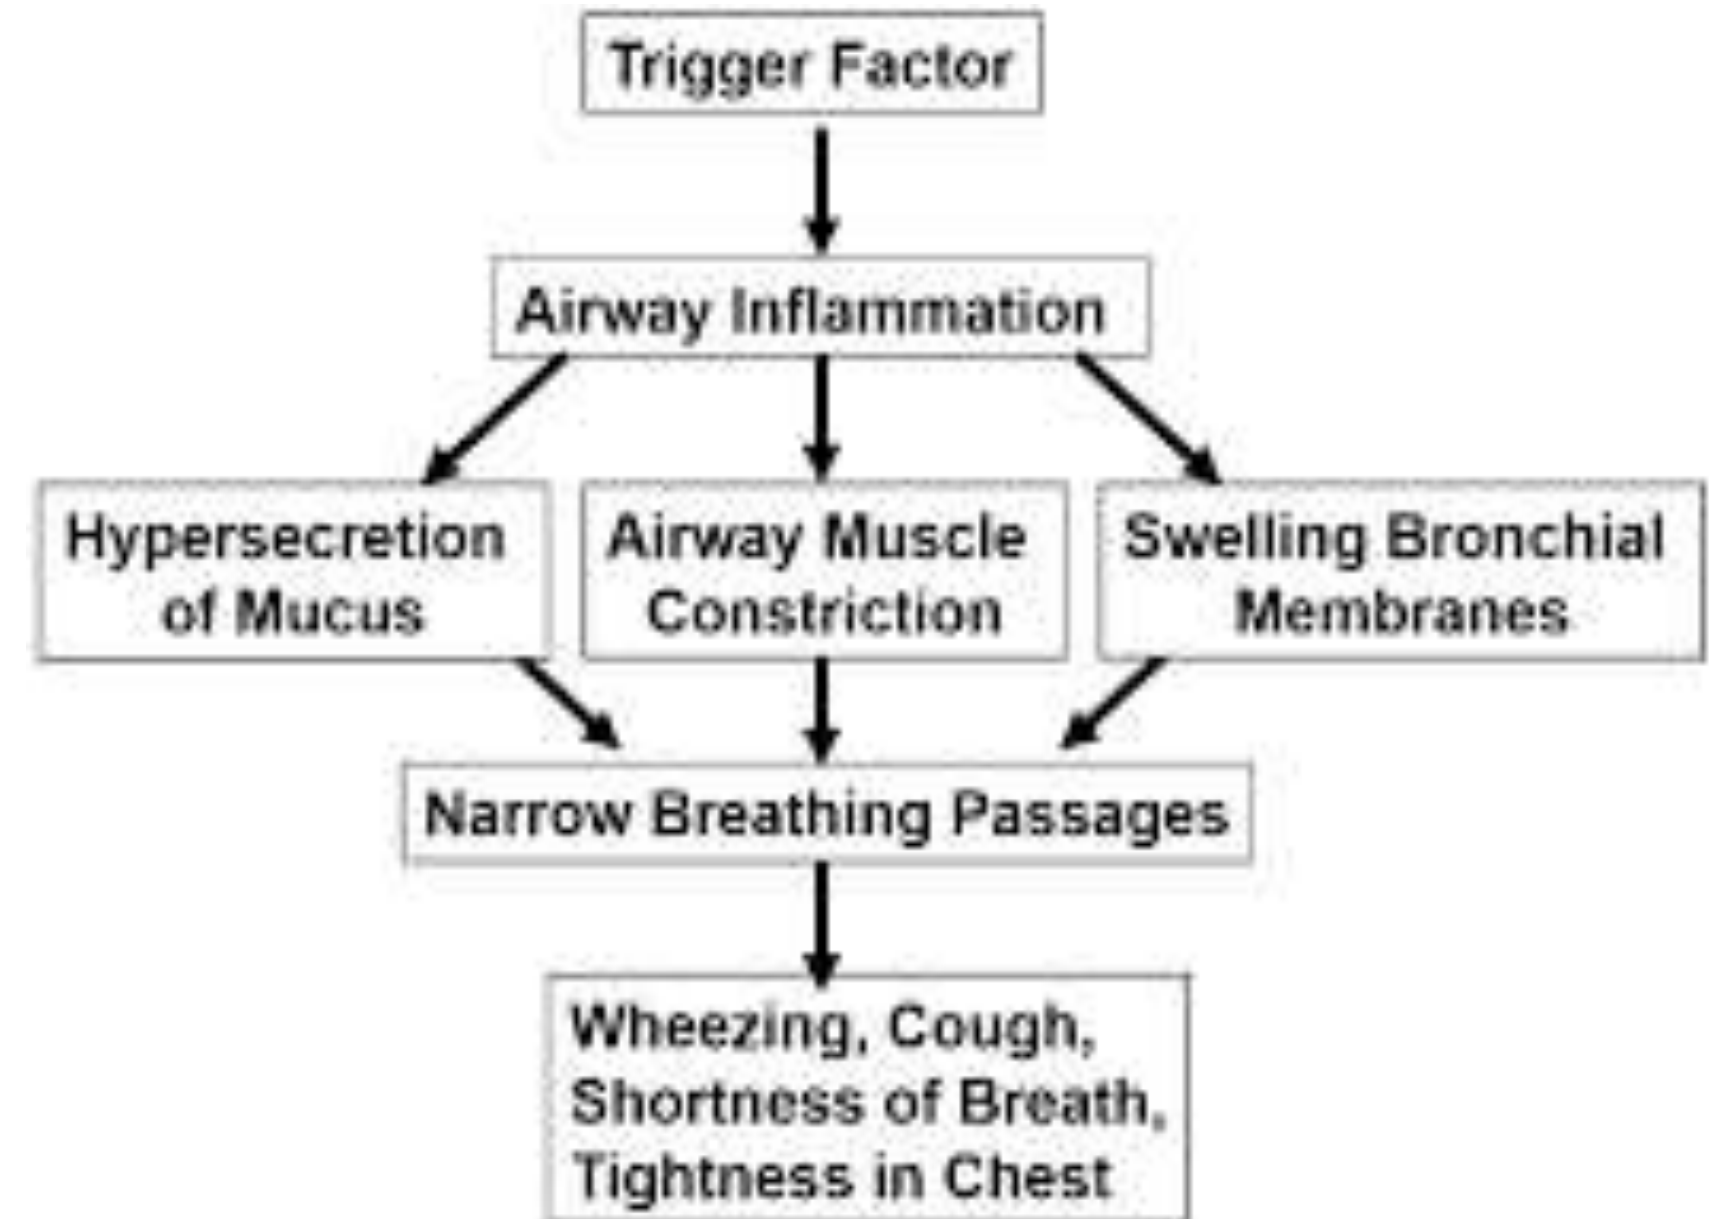 Trigger Factor
Airway Inflammation
Hypersecretion
of Mucus
Airway Muscle
Constriction
Swelling Bronchial
Membranes
Narrow Breathing Passages
Wheezing, Cough,
Shortness of Breath,
Tightness in Chest